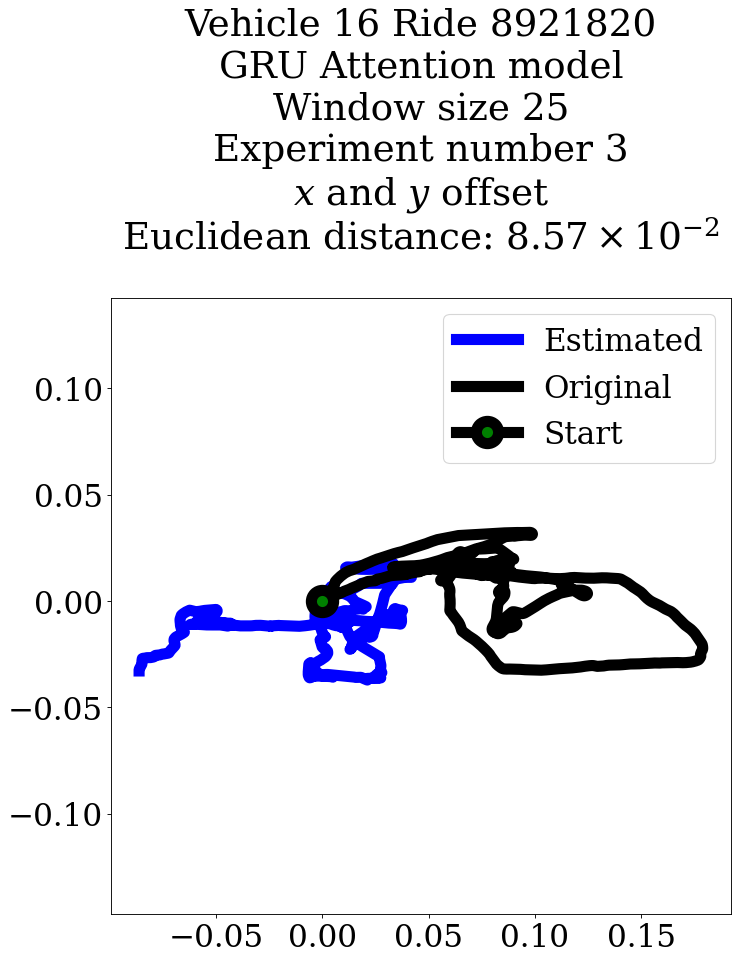 Vehicle 16 Ride 8921820
GRU Attention model
Window size 25
Experiment number 3
x and y offset
Euclidean distance: 8.57 × 10⁻²
Estimated
Original
Start
0.10
0.05
0.00
−0.05
−0.10
−0.05 0.00 0.05 0.10 0.15